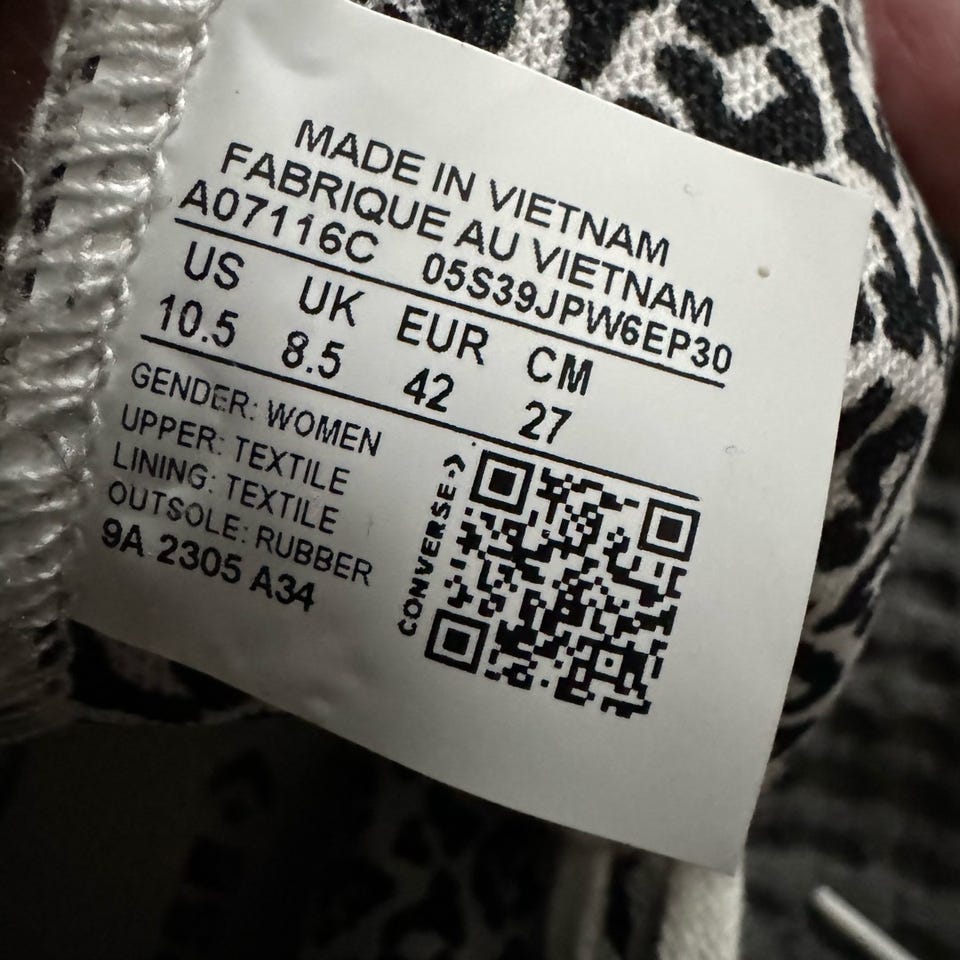 MADE IN VIETNAM
FABRIQUE AU VIETNAM
A07116C 05S39JPW6EP30
US UK EUR CM
10.5 8.5 42 27
GENDER: WOMEN
UPPER: TEXTILE
LINING: TEXTILE
OUTSOLE: RUBBER
9A 2305 A34
CONVERSE->